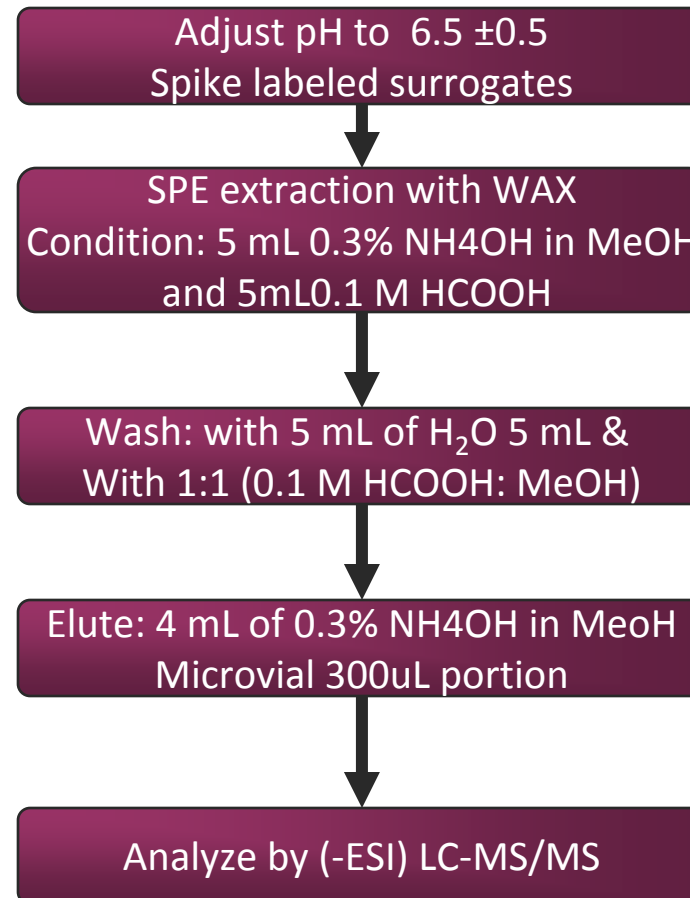 Adjust pH to  6.5 ±0.5
Spike labeled surrogates
SPE extraction with WAX
Condition: 5 mL 0.3% NH4OH in MeOH
and 5mL0.1 M HCOOH
Wash: with 5 mL of H₂O 5 mL &
With 1:1 (0.1 M HCOOH: MeOH)
Elute: 4 mL of 0.3% NH4OH in MeoH
Microvial 300uL portion
Analyze by (-ESI) LC-MS/MS